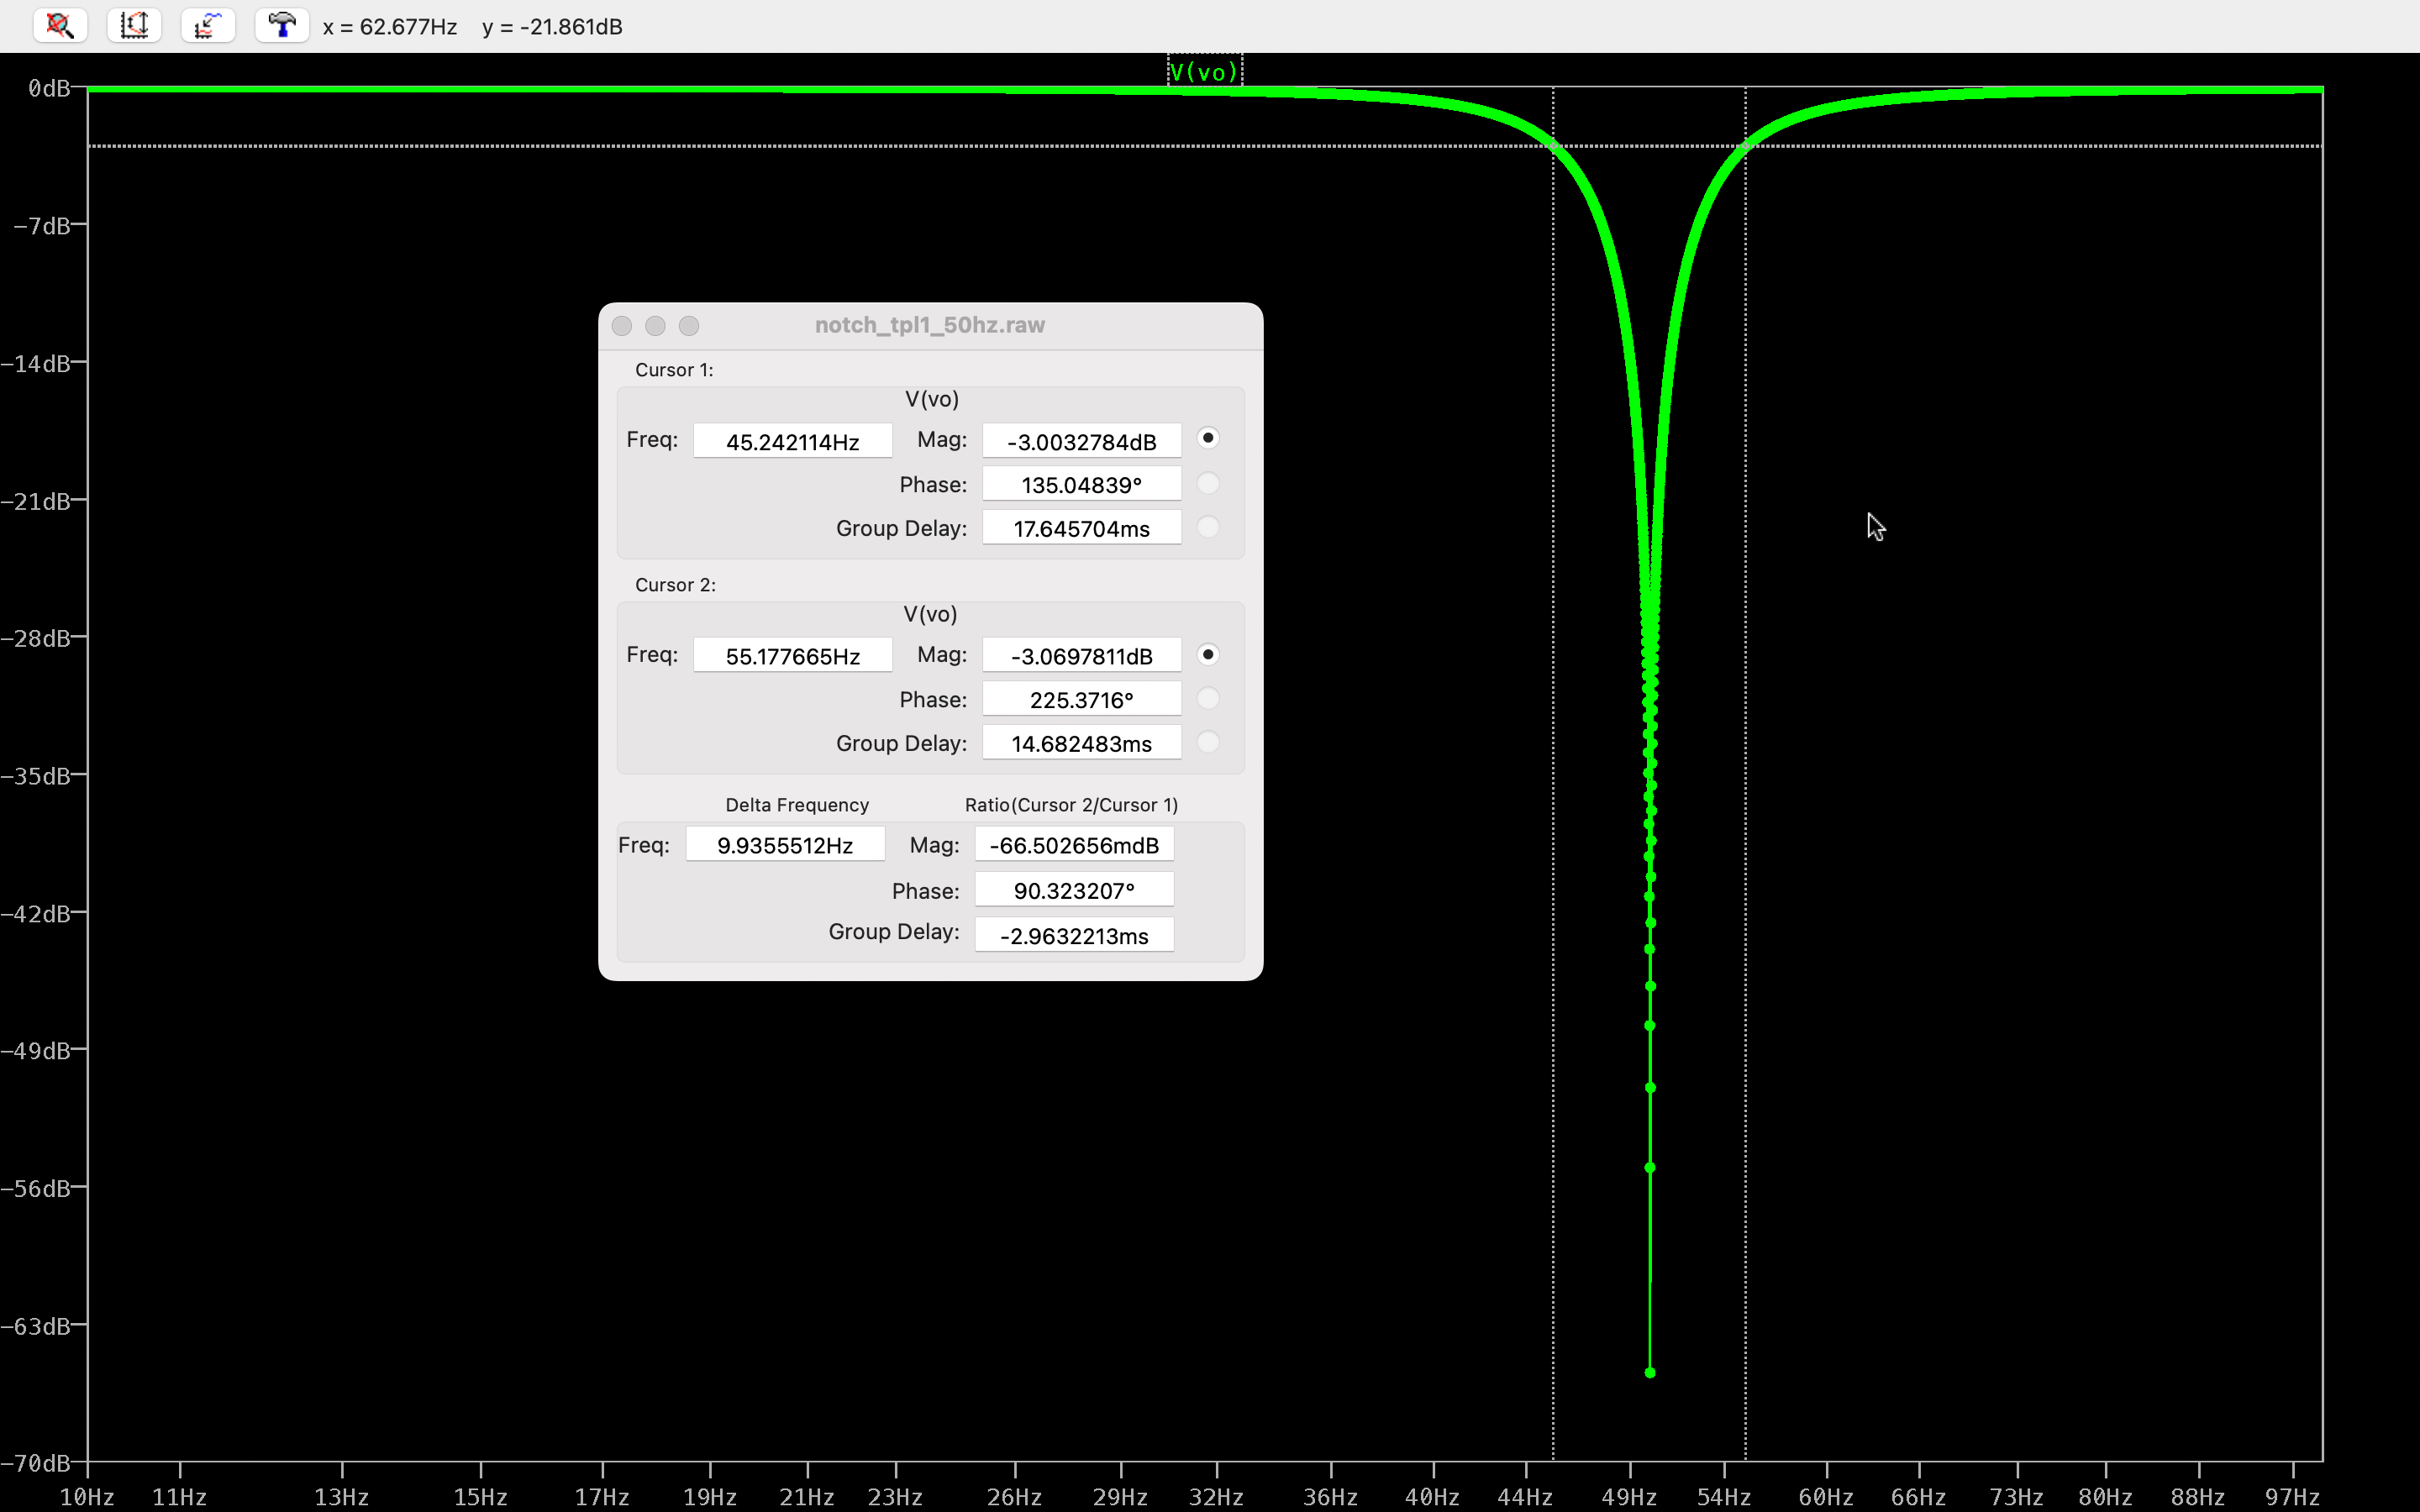 x = 62.677Hz y = -21.861dB
V(vo)
0dB
-7dB
-14dB
-21dB
-28dB
-35dB
-42dB
-49dB
-56dB
-63dB
-70dB
notch_tpl1_50hz.raw
Cursor 1:
V(vo)
Freq: 45.242114Hz Mag: -3.0032784dB
Phase: 135.04839°
Group Delay: 17.645704ms
Cursor 2:
V(vo)
Freq: 55.177665Hz Mag: -3.0697811dB
Phase: 225.3716°
Group Delay: 14.682483ms
Delta Frequency Ratio(Cursor 2/Cursor 1)
Freq: 9.9355512Hz Mag: -66.502656mdB
Phase: 90.323207°
Group Delay: -2.9632213ms
10Hz 11Hz 13Hz 15Hz 17Hz 19Hz 21Hz 23Hz 26Hz 29Hz 32Hz 36Hz 40Hz 44Hz 49Hz 54Hz 60Hz 66Hz 73Hz 80Hz 88Hz 97Hz